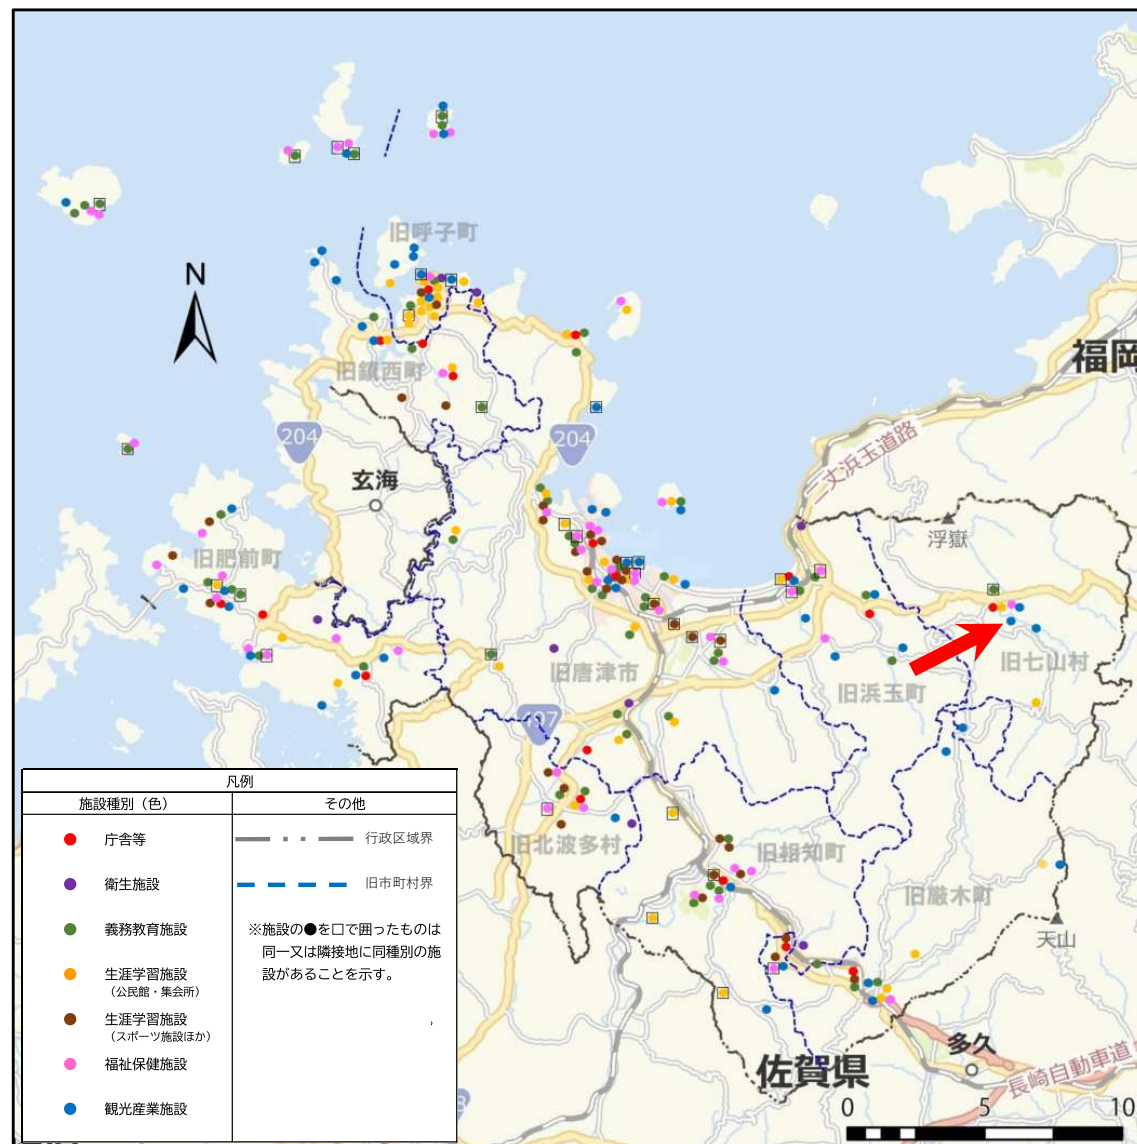 N
旧呼子町
旧鎮西町
福岡
204
204
玄海
浜玉道路
浮嶽
旧肥前町
旧七山村
旧唐津市
旧浜玉町
497
旧北波多村
旧相知町
旧厳木町
天山
多久
佐賀県
長崎自動車道
0 5 10
凡例
施設種別（色） その他
庁舎等 行政区域界
衛生施設 旧市町村界
義務教育施設
※施設の●を□で囲ったものは
同一又は隣接地に同種別の施
設があることを示す。
生涯学習施設
（公民館・集会所）
生涯学習施設
（スポーツ施設ほか）
福祉保健施設
観光産業施設